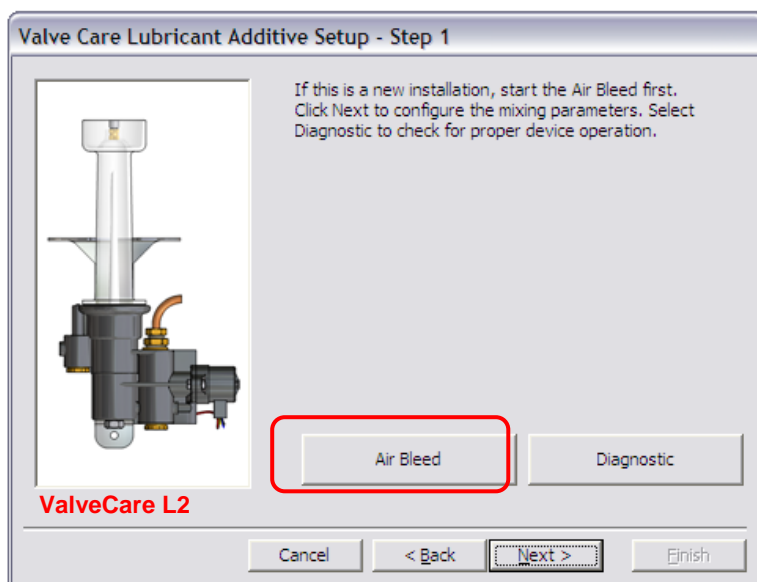 Valve Care Lubricant Additive Setup - Step 1
If this is a new installation, start the Air Bleed first.
Click Next to configure the mixing parameters. Select
Diagnostic to check for proper device operation.
Air Bleed
Diagnostic
ValveCare L2
Cancel
< Back
Next >
Finish